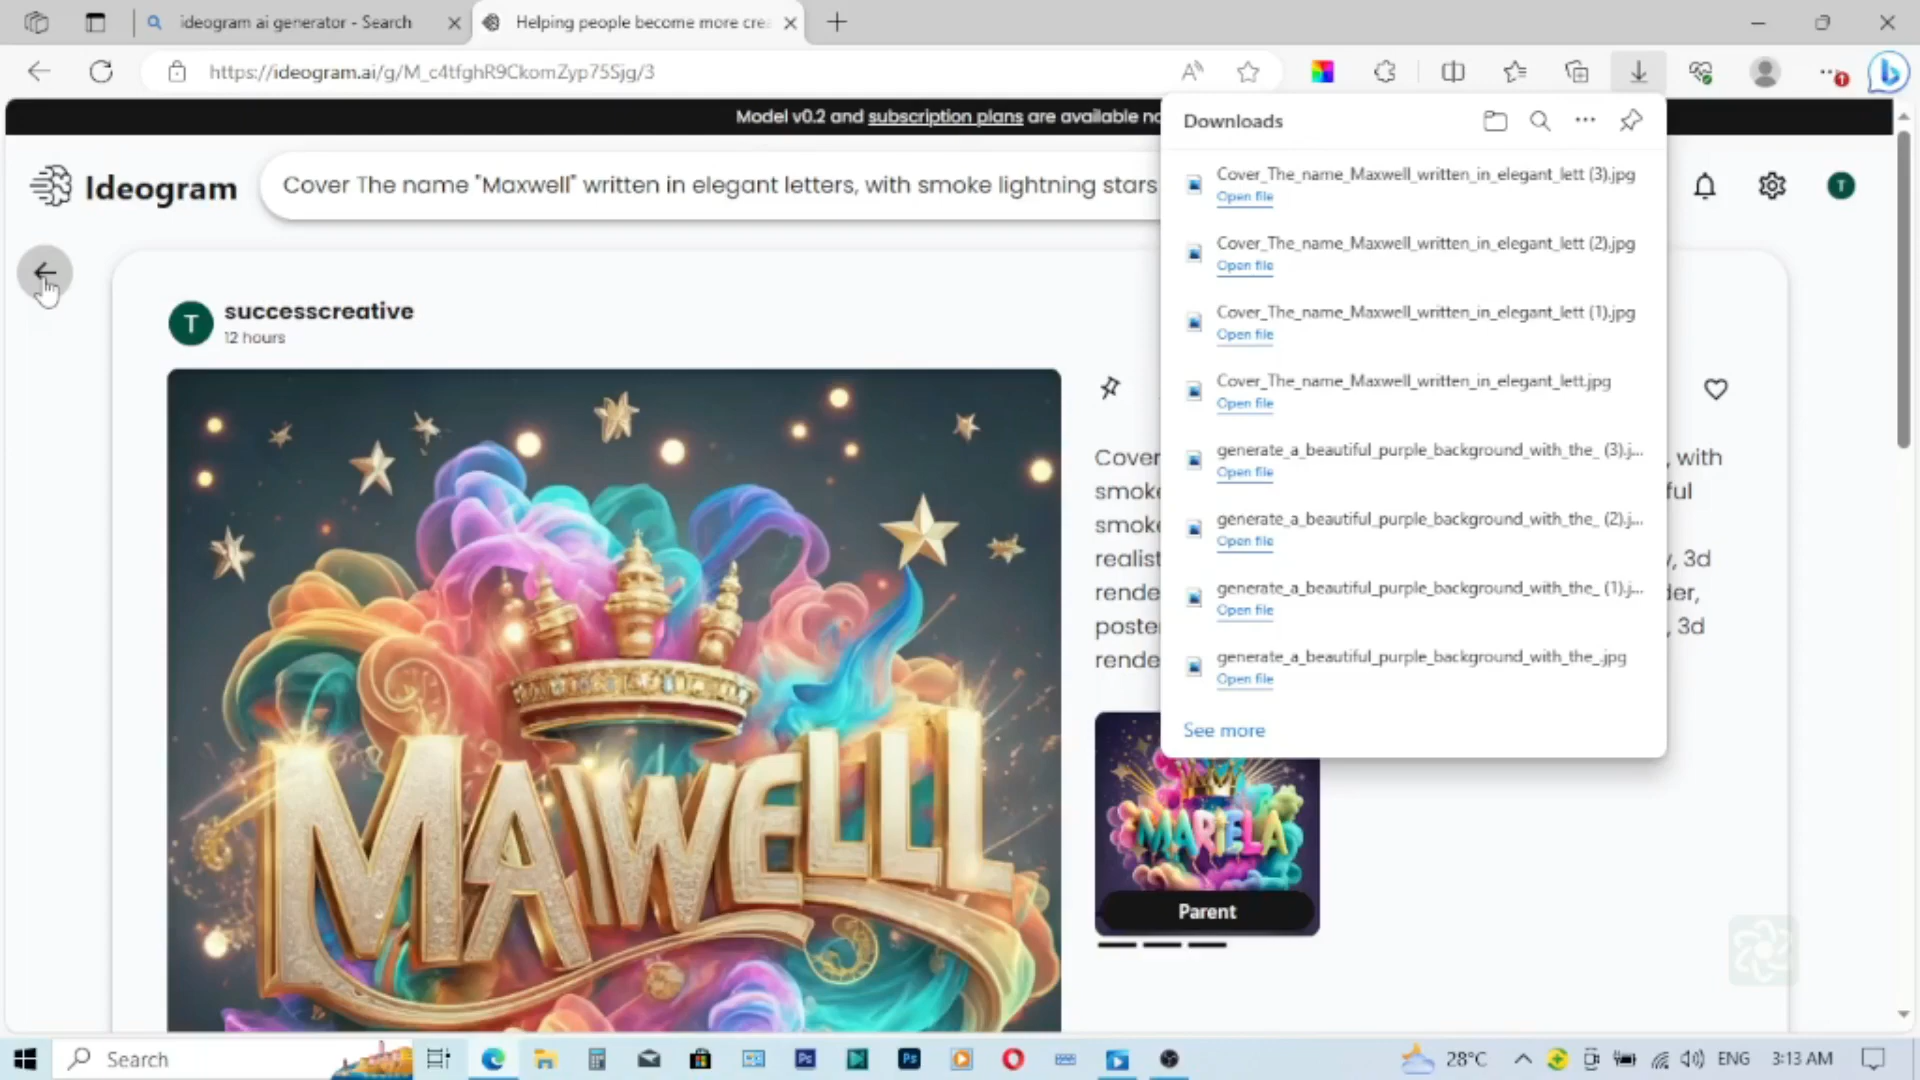 ideogram ai generator - Search
Helping people become more crea
https://ideogram.ai/g/M_c4tfghR9CkomZyp75Sjg/3
Model v0.2 and subscription plans are available no
Downloads
Ideogram
Cover The name "Maxwell" written in elegant letters, with smoke lightning stars
T
Cover_The_name_Maxwell_written_in_elegant_lett (3).jpg
Open file
Cover_The_name_Maxwell_written_in_elegant_lett (2).jpg
Open file
Cover_The_name_Maxwell_written_in_elegant_lett (1).jpg
Open file
Cover_The_name_Maxwell_written_in_elegant_lett.jpg
Open file
generate_a_beautiful_purple_background_with_the_ (3).j...
Open file
generate_a_beautiful_purple_background_with_the_ (2).j...
Open file
generate_a_beautiful_purple_background_with_the_ (1).j...
Open file
generate_a_beautiful_purple_background_with_the_.jpg
Open file
See more
T
successcreative
12 hours
Cover , with
smoke ful
smoke
realist , 3d
rende der,
poste , 3d
rende
MAWELLL
MARIELA
Parent
Search
Ps
Ps
28°C
ENG
3:13 AM